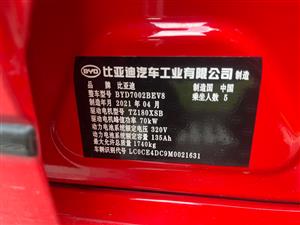 BYD 比亚迪汽车工业有限公司 制造
品牌 比亚迪 制造国 中国
整车型号 BYD7002BEV8 乘坐人数 5
制造年月 2021年04月
驱动电机型号 TZ180XSB
驱动电机峰值功率 70kW
动力电池系统额定电压 320V
动力电池系统额定容量 135Ah
最大允许总质量 1740kg
车辆识别代号 LC0CE4DC9M0021631